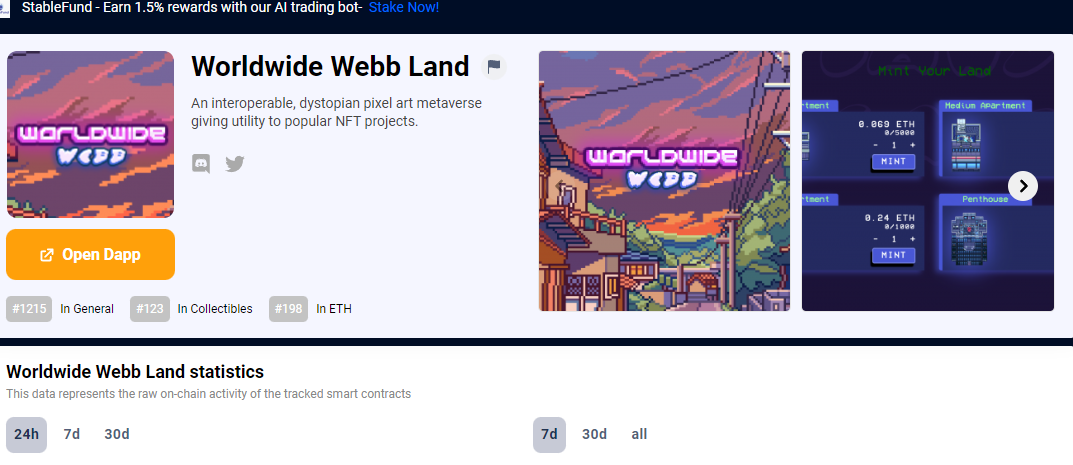 StableFund - Earn 1.5% rewards with our AI trading bot- Stake Now!
Worldwide Webb Land
An interoperable, dystopian pixel art metaverse
giving utility to popular NFT projects.
WORLDWIDE
WEBB
Open Dapp
#1215 In General #123 In Collectibles #198 In ETH
WORLDWIDE
WEBB
Mint Your Land
rtment
0.069 ETH
0/5000
- 1 +
MINT
Medium Apartment
rtment
0.24 ETH
0/1000
- 1 +
MINT
Penthouse
Worldwide Webb Land statistics
This data represents the raw on-chain activity of the tracked smart contracts
24h 7d 30d
7d 30d all